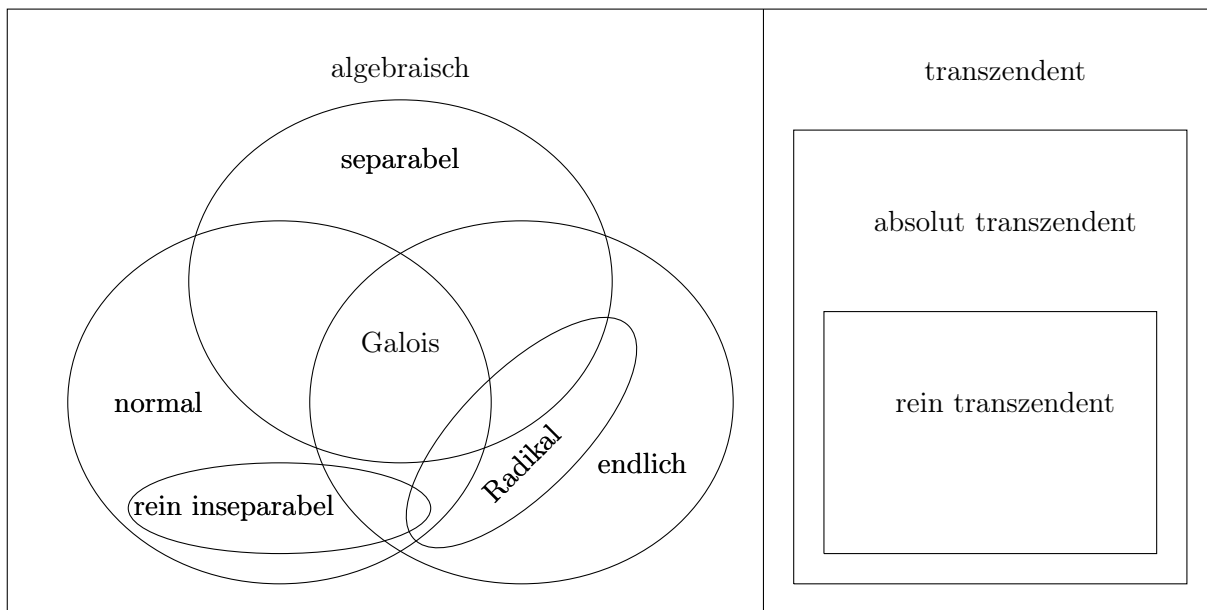 algebraisch
transzendent
separabel
absolut transzendent
Galois
normal
rein transzendent
Radikal
endlich
rein inseparabel